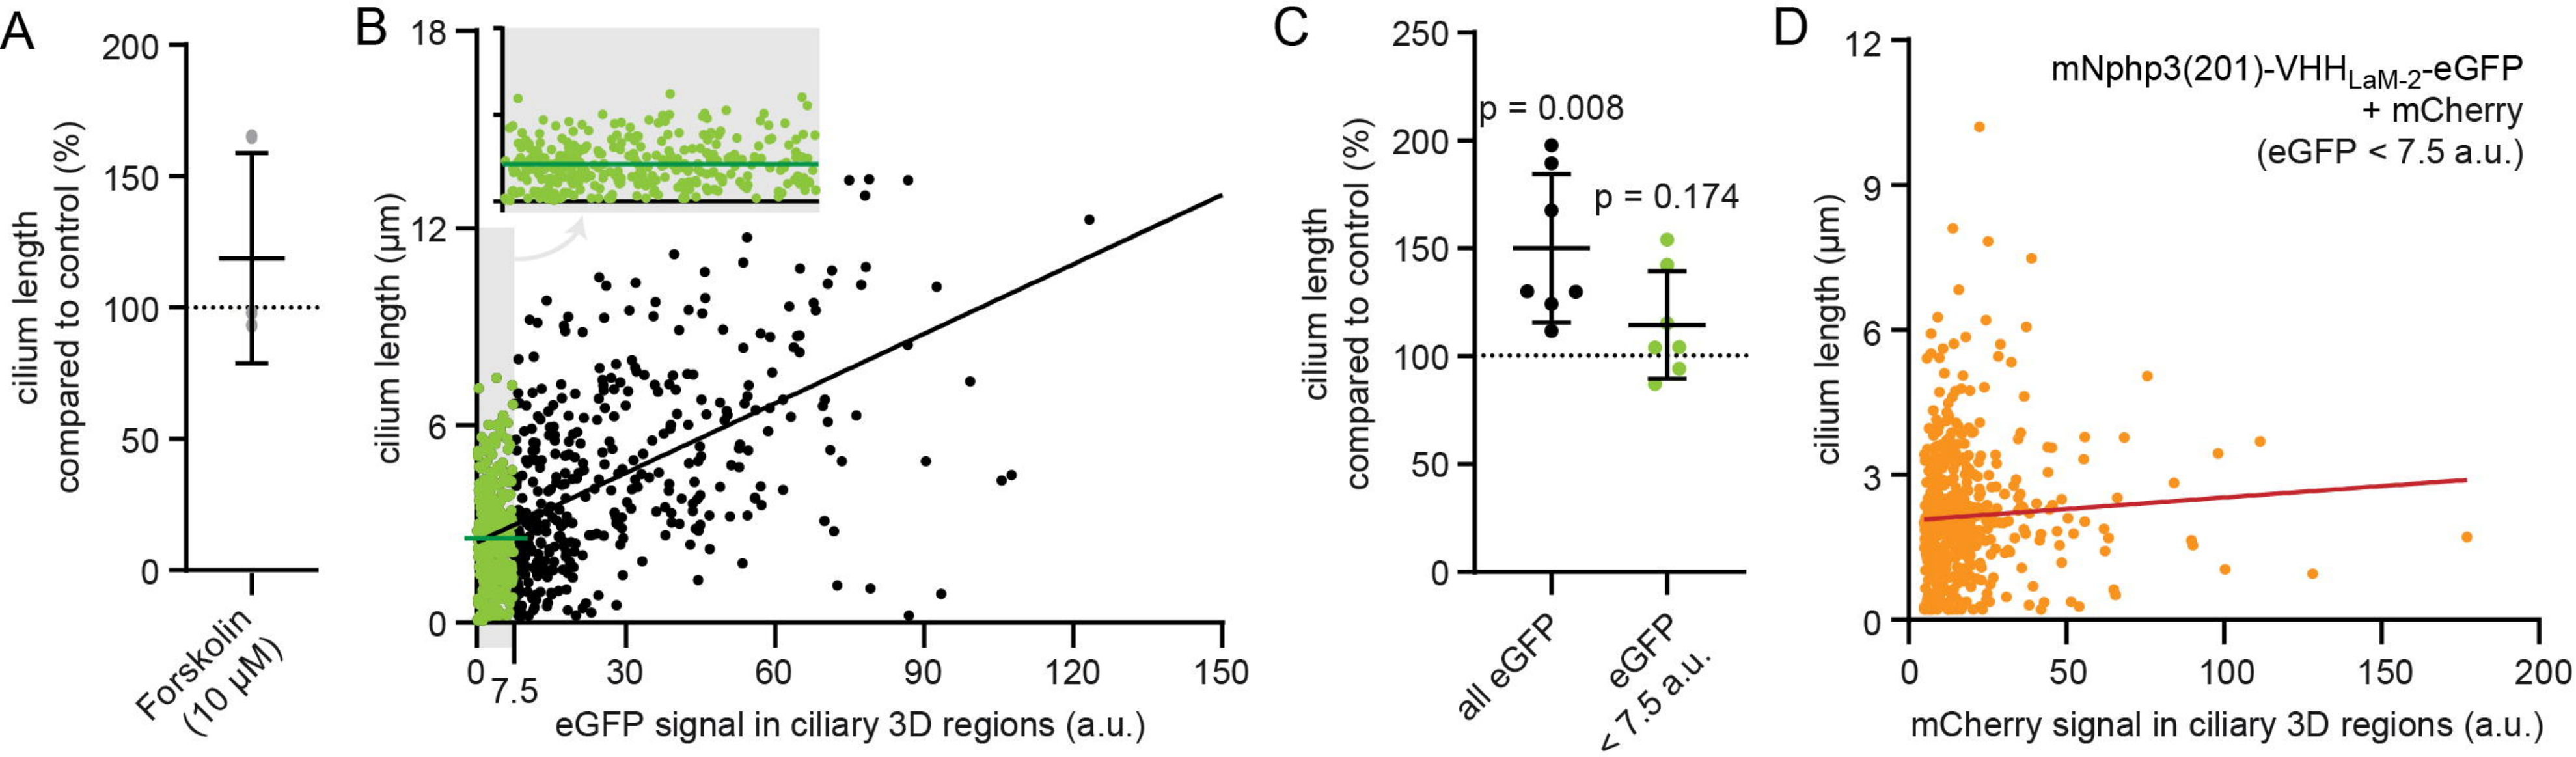 A
200
150
100
50
0
cilium length
compared to control (%)
Forskolin
(10 µM)
B
18
12
6
0
cilium length (µm)
0
7.5
30
60
90
120
150
eGFP signal in ciliary 3D regions (a.u.)
C
250
200
150
100
50
0
cilium length
compared to control (%)
p = 0.008
p = 0.174
all eGFP
eGFP
< 7.5 a.u.
D
12
9
6
3
0
cilium length (µm)
mNphp3(201)-VHHLaM-2-eGFP
+ mCherry
(eGFP < 7.5 a.u.)
0
50
100
150
200
mCherry signal in ciliary 3D regions (a.u.)